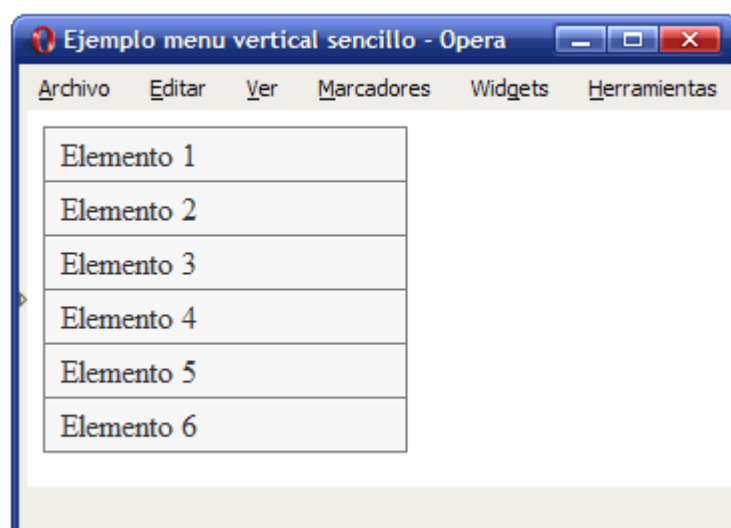 Ejemplo menu vertical sencillo - Opera
Archivo Editar Ver Marcadores Widgets Herramientas
Elemento 1
Elemento 2
Elemento 3
Elemento 4
Elemento 5
Elemento 6